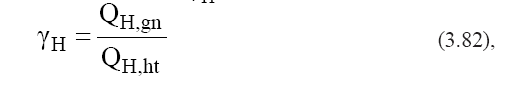 γH = QH,gn / QH,ht (3.82),